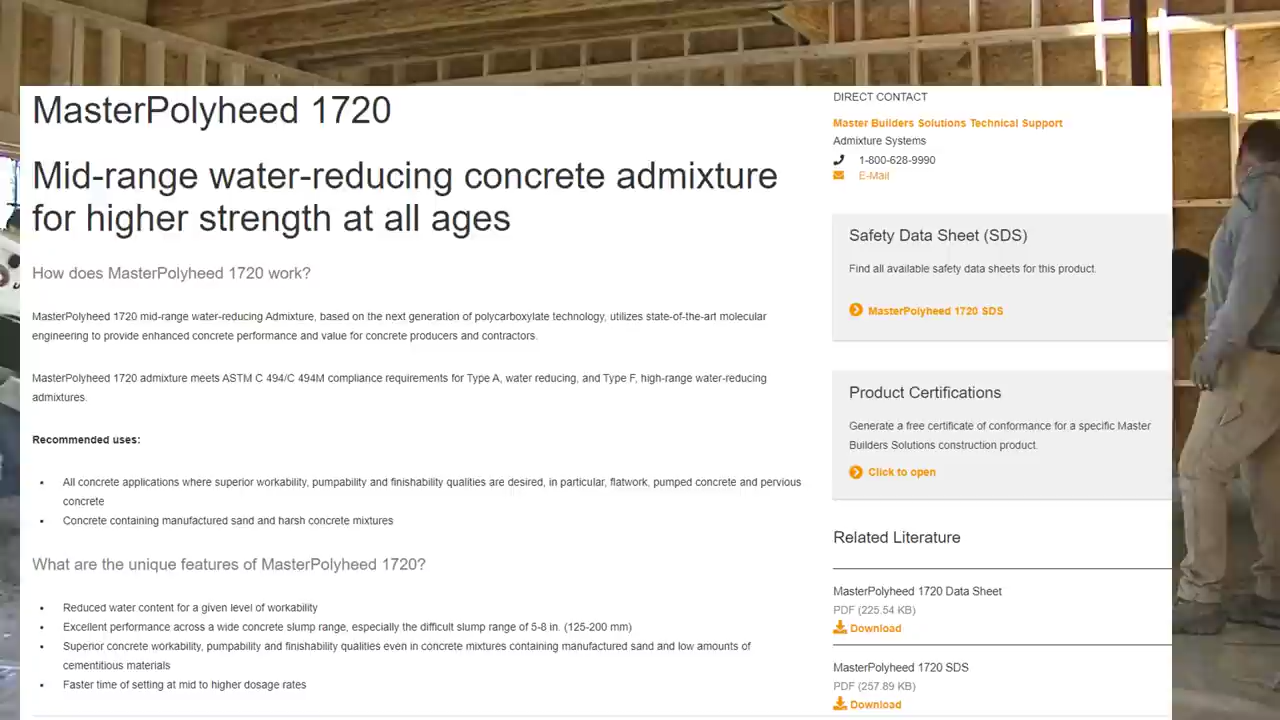 MasterPolyheed 1720
Mid-range water-reducing concrete admixture
for higher strength at all ages
How does MasterPolyheed 1720 work?
MasterPolyheed 1720 mid-range water-reducing Admixture, based on the next generation of polycarboxylate technology, utilizes state-of-the-art molecular
engineering to provide enhanced concrete performance and value for concrete producers and contractors.
MasterPolyheed 1720 admixture meets ASTM C 494/C 494M compliance requirements for Type A, water reducing, and Type F, high-range water-reducing
admixtures.
Recommended uses:
• All concrete applications where superior workability, pumpability and finishability qualities are desired, in particular, flatwork, pumped concrete and pervious
concrete
• Concrete containing manufactured sand and harsh concrete mixtures
What are the unique features of MasterPolyheed 1720?
• Reduced water content for a given level of workability
• Excellent performance across a wide concrete slump range, especially the difficult slump range of 5-8 in. (125-200 mm)
• Superior concrete workability, pumpability and finishability qualities even in concrete mixtures containing manufactured sand and low amounts of
cementitious materials
• Faster time of setting at mid to higher dosage rates
DIRECT CONTACT
Master Builders Solutions Technical Support
Admixture Systems
1-800-628-9990
E-Mail
Safety Data Sheet (SDS)
Find all available safety data sheets for this product.
MasterPolyheed 1720 SDS
Product Certifications
Generate a free certificate of conformance for a specific Master
Builders Solutions construction product.
Click to open
Related Literature
MasterPolyheed 1720 Data Sheet
PDF (225.54 KB)
Download
MasterPolyheed 1720 SDS
PDF (257.89 KB)
Download